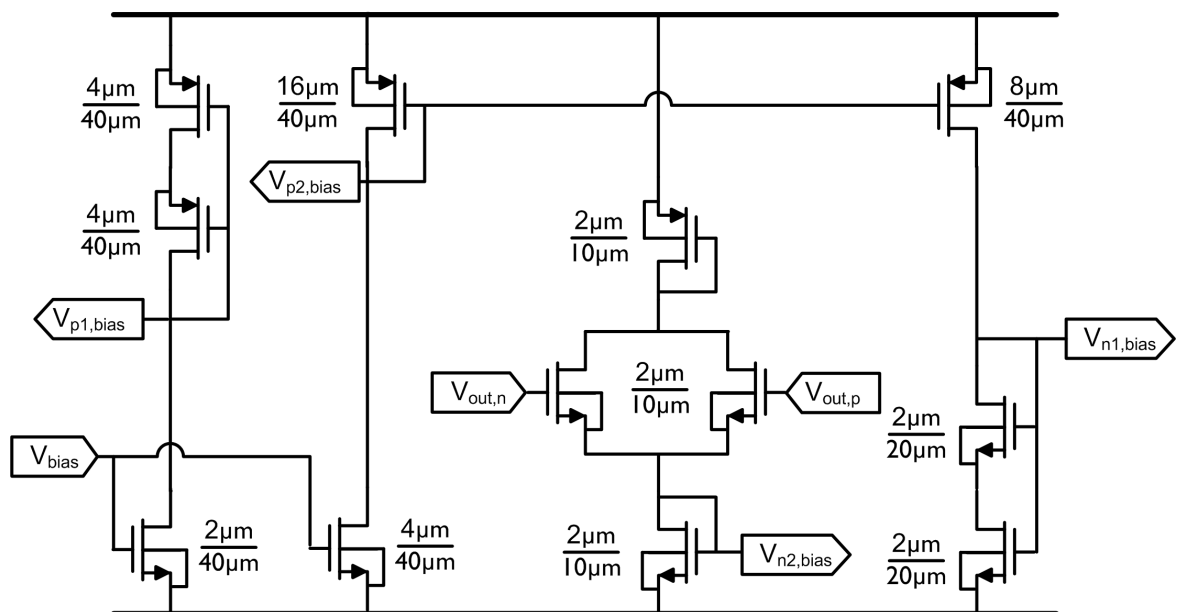 4µm
40µm
16µm
40µm
8µm
40µm
Vp2,bias
4µm
40µm
2µm
10µm
Vp1,bias
Vn1,bias
Vout,n
2µm
10µm
Vout,p
2µm
20µm
Vbias
2µm
40µm
4µm
40µm
2µm
10µm
Vn2,bias
2µm
20µm